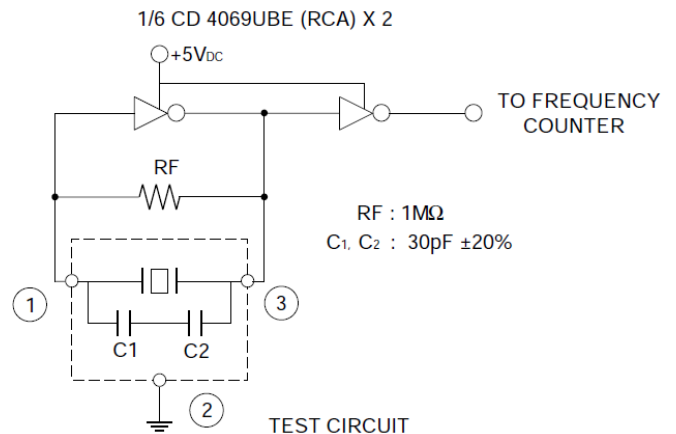 1/6 CD 4069UBE (RCA) X 2
+5VDC
TO FREQUENCY
COUNTER
RF
RF : 1MΩ
C1, C2 : 30pF ±20%
1
3
C1
C2
2
TEST CIRCUIT